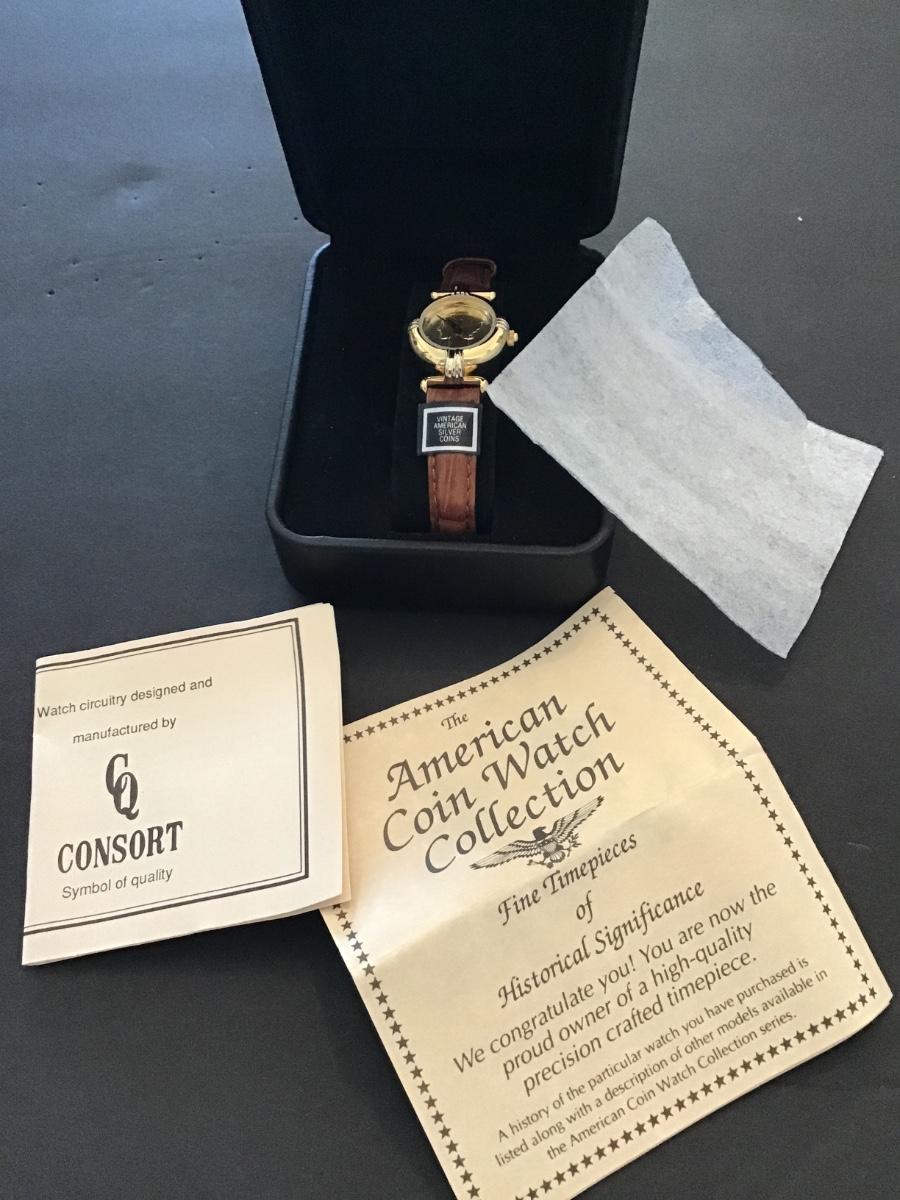 VINTAGE
AMERICAN
SILVER
COINS
Watch circuitry designed and
manufactured by
CQ
CONSORT
Symbol of quality
The
American
Coin Watch
Collection
Fine Timepieces
of
Historical Significance
We congratulate you! You are now the
proud owner of a high-quality
precision crafted timepiece.
A history of the particular watch you have purchased is
listed along with a description of other models available in
the American Coin Watch Collection series.